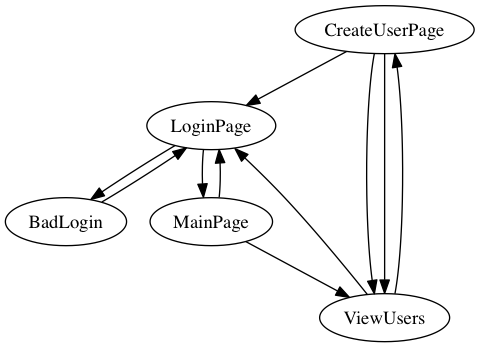 CreateUserPage
LoginPage
BadLogin
MainPage
ViewUsers